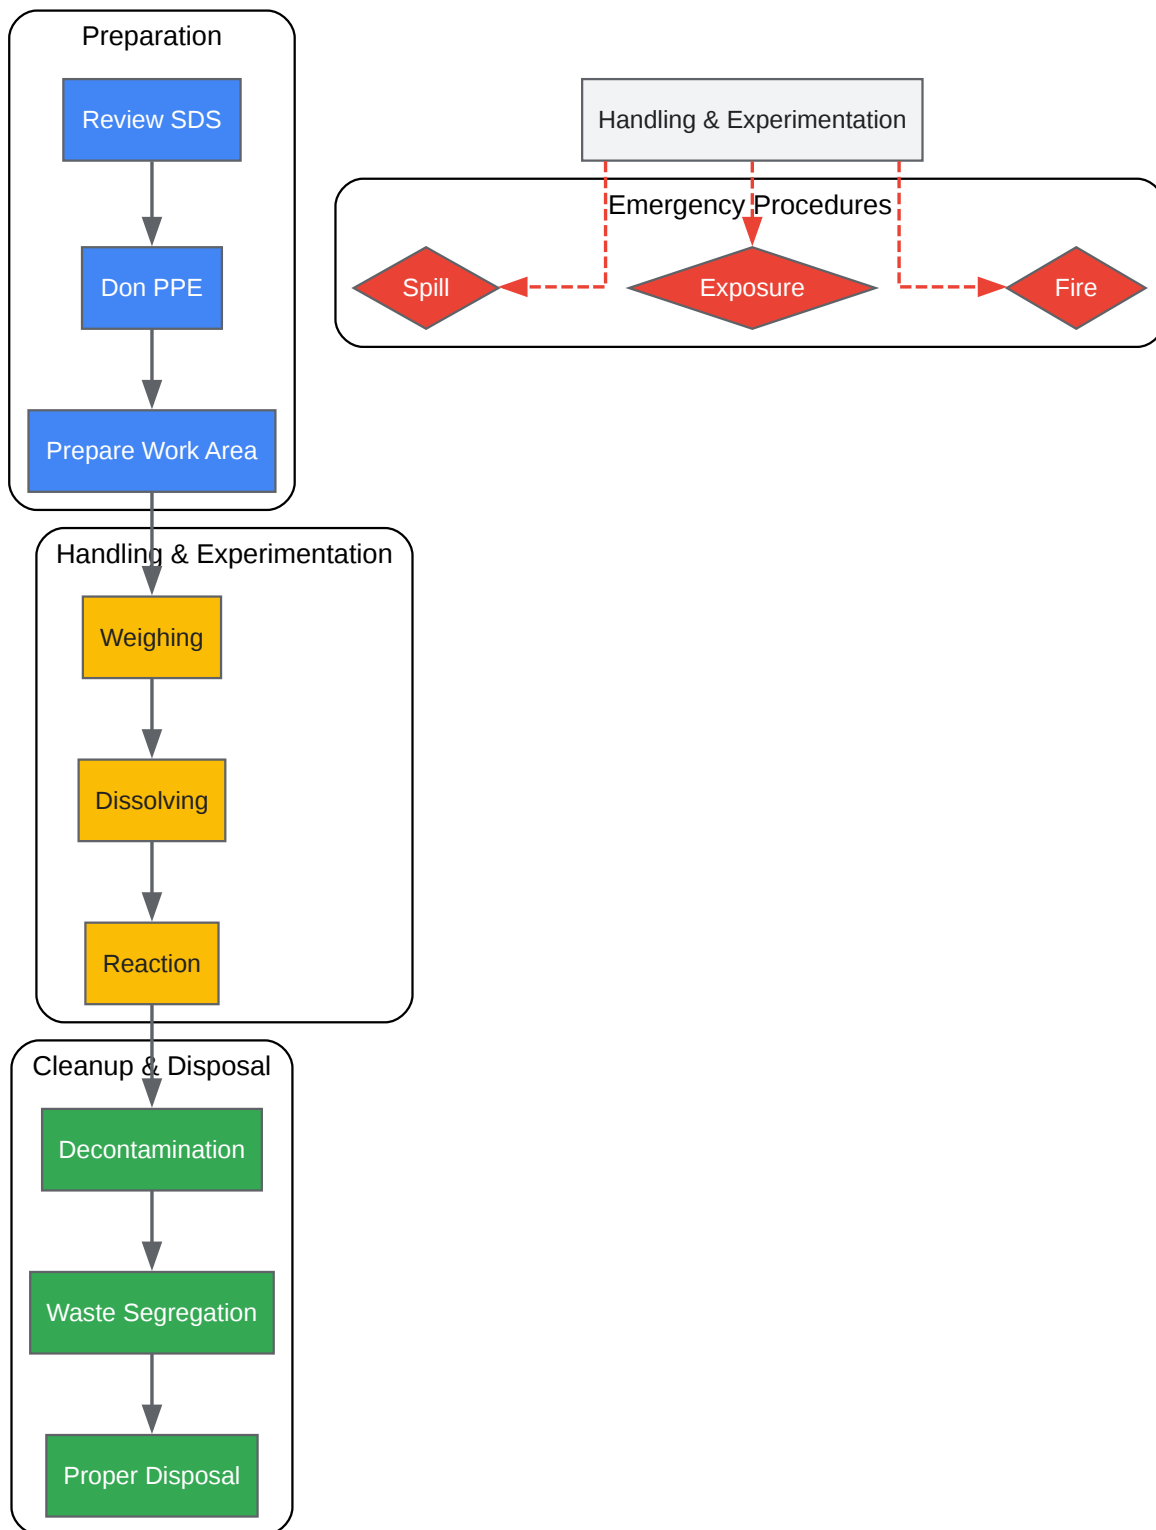 Preparation
Review SDS
Don PPE
Prepare Work Area
Handling & Experimentation
Emergency Procedures
Spill
Exposure
Fire
Handling & Experimentation
Weighing
Dissolving
Reaction
Cleanup & Disposal
Decontamination
Waste Segregation
Proper Disposal